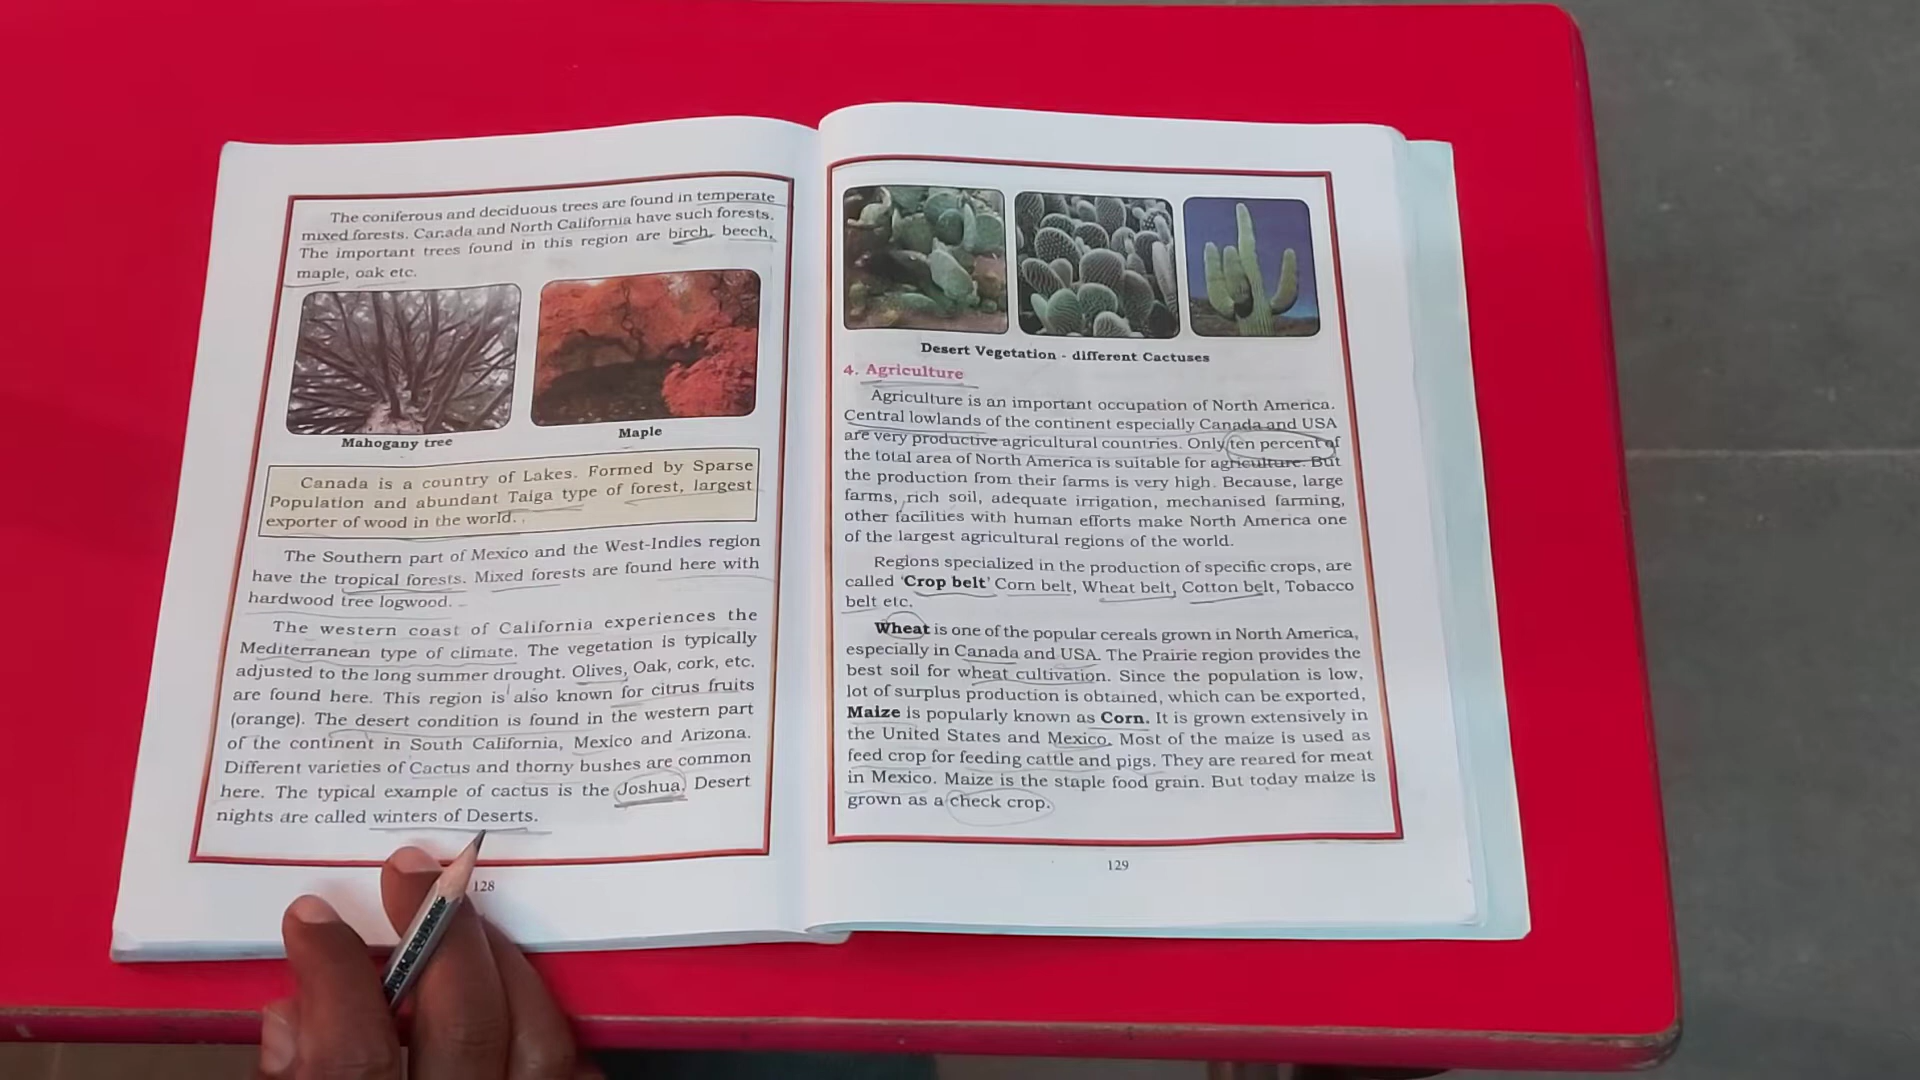 The coniferous and deciduous trees are found in temperate
mixed forests. Canada and North California have such forests.
The important trees found in this region are birch, beech,
maple, oak etc.
Mahogany tree
Maple
Canada is a country of Lakes. Formed by Sparse
Population and abundant Taiga type of forest, largest
exporter of wood in the world.
The Southern part of Mexico and the West-Indies region
have the tropical forests. Mixed forests are found here with
hardwood tree logwood.
The western coast of California experiences the
Mediterranean type of climate. The vegetation is typically
adjusted to the long summer drought. Olives, Oak, cork, etc.
are found here. This region is also known for citrus fruits
(orange). The desert condition is found in the western part
of the continent in South California, Mexico and Arizona.
Different varieties of Cactus and thorny bushes are common
here. The typical example of cactus is the Joshua. Desert
nights are called winters of Deserts.
128
Desert Vegetation - different Cactuses
4. Agriculture
Agriculture is an important occupation of North America.
Central lowlands of the continent especially Canada and USA
are very productive agricultural countries. Only ten percent of
the total area of North America is suitable for agriculture. But
the production from their farms is very high. Because, large
farms, rich soil, adequate irrigation, mechanised farming,
other facilities with human efforts make North America one
of the largest agricultural regions of the world.
Regions specialized in the production of specific crops, are
called 'Crop belt' Corn belt, Wheat belt, Cotton belt, Tobacco
belt etc.
Wheat is one of the popular cereals grown in North America,
especially in Canada and USA. The Prairie region provides the
best soil for wheat cultivation. Since the population is low,
lot of surplus production is obtained, which can be exported,
Maize is popularly known as Corn. It is grown extensively in
the United States and Mexico. Most of the maize is used as
feed crop for feeding cattle and pigs. They are reared for meat
in Mexico. Maize is the staple food grain. But today maize is
grown as a check crop.
129